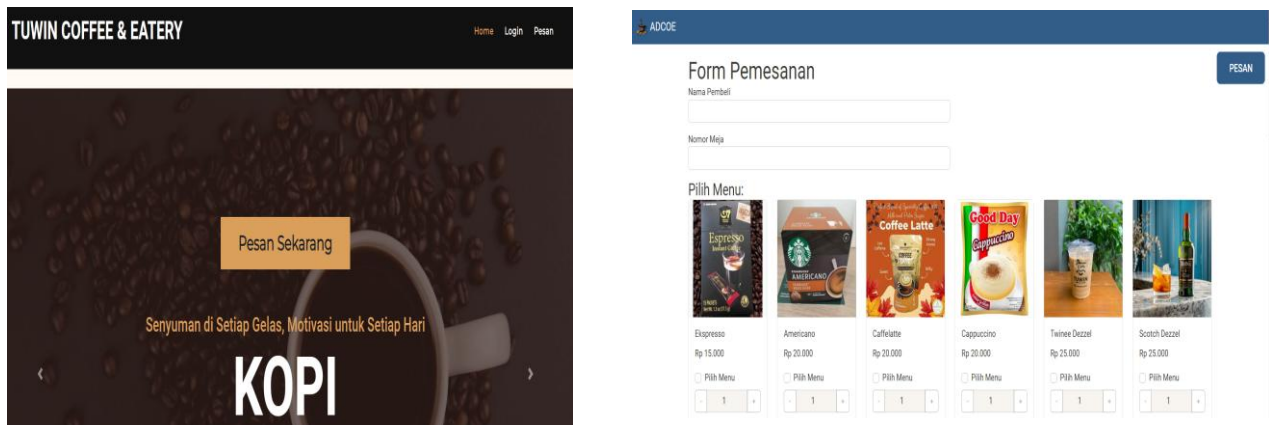 TUWIN COFFEE & EATERY
Home Login Pesan
Pesan Sekarang
Senyuman di Setiap Gelas, Motivasi untuk Setiap Hari
KOPI
ADCOE
Form Pemesanan
PESAN
Nama Pembeli
Nomor Meja
Pilih Menu:
Espresso
AMERICANO
Coffee Latte
COFFEE
Good Day
Cappuccino
Ekspresso Americano Caffelatte Cappuccino Twinee Dezzel Scotch Dezzel
Rp 15.000 Rp 20.000 Rp 20.000 Rp 20.000 Rp 25.000 Rp 25.000
Pilih Menu Pilih Menu Pilih Menu Pilih Menu Pilih Menu Pilih Menu
- 1 + - 1 + - 1 + - 1 + - 1 + - 1 +